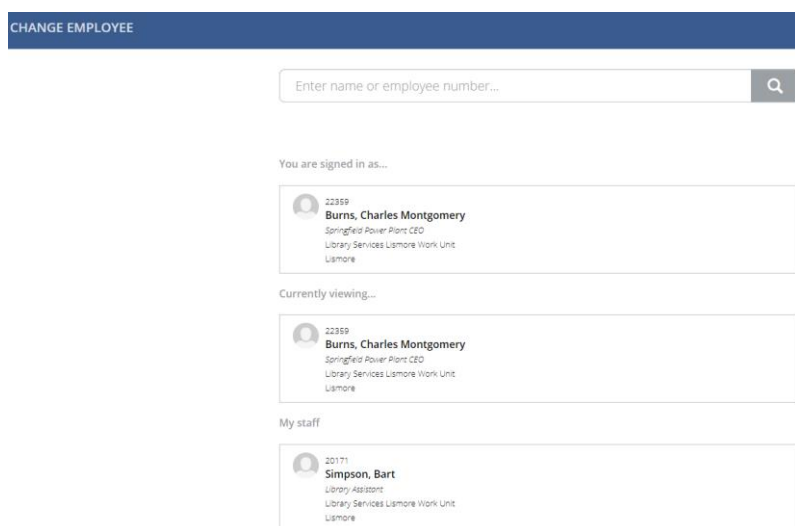 CHANGE EMPLOYEE
Enter name or employee number...
You are signed in as...
22359
Burns, Charles Montgomery
Springfield Power Plant CEO
Library Services Lismore Work Unit
Lismore
Currently viewing...
22359
Burns, Charles Montgomery
Springfield Power Plant CEO
Library Services Lismore Work Unit
Lismore
My staff
20171
Simpson, Bart
Library Assistant
Library Services Lismore Work Unit
Lismore